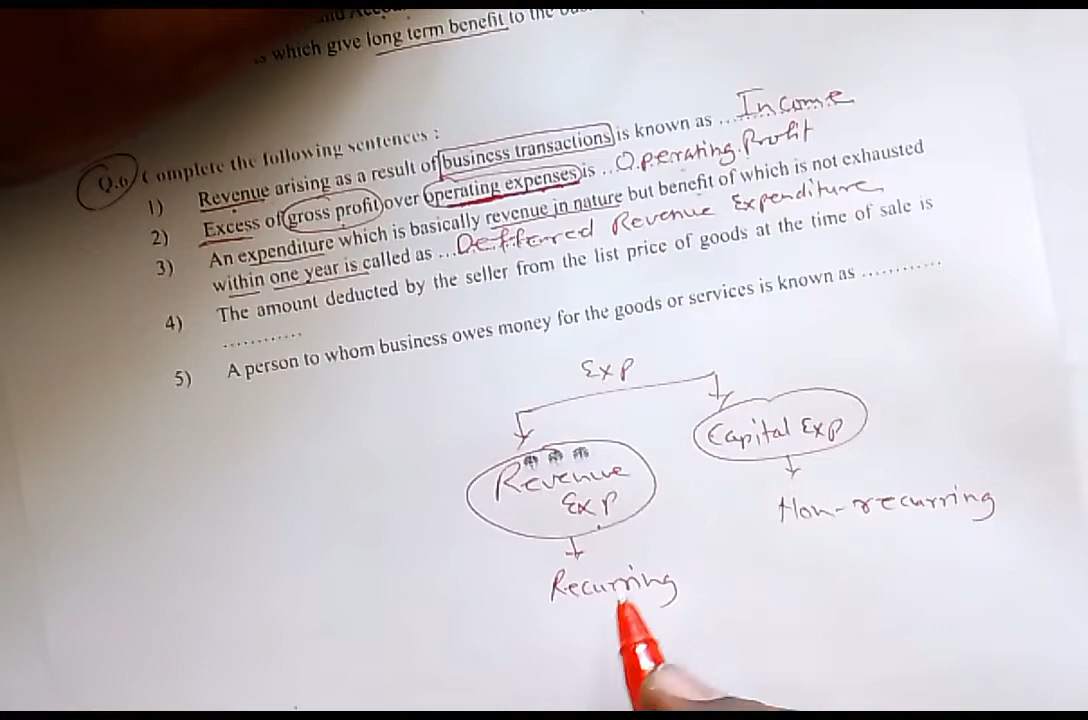 which give long term benefit to the
Q.6 Complete the following sentences :
1) Revenue arising as a result of business transactions is known as ... Income
2) Excess of gross profit over operating expenses is ... Operating Profit
3) An expenditure which is basically revenue in nature but benefit of which is not exhausted
within one year is called as ... Defferred Revenue Expenditure
4) The amount deducted by the seller from the list price of goods at the time of sale is
............
5) A person to whom business owes money for the goods or services is known as ............
Exp
Capital Exp
Revenue
Exp
Non-recurring
Recurring